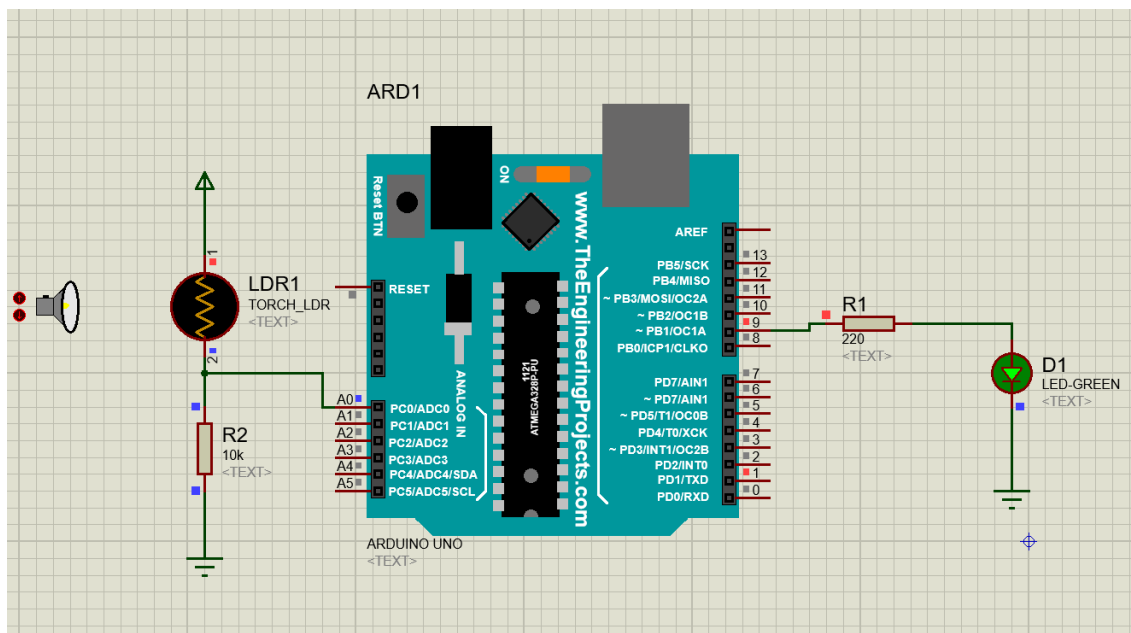 ARD1
LDR1
TORCH_LDR
<TEXT>
1
2
R2
10k
<TEXT>
Reset BTN
ON
www.TheEngineeringProjects.com
RESET
ANALOG IN
1121
ATMEGA328P-PU
A0
PC0/ADC0
A1
PC1/ADC1
A2
PC2/ADC2
A3
PC3/ADC3
A4
PC4/ADC4/SDA
A5
PC5/ADC5/SCL
AREF
PB5/SCK
13
PB4/MISO
12
~ PB3/MOSI/OC2A
11
~ PB2/OC1B
10
~ PB1/OC1A
9
PB0/ICP1/CLKO
8
PD7/AIN1
7
~ PD7/AIN1
6
~ PD5/T1/OC0B
5
PD4/T0/XCK
4
~ PD3/INT1/OC2B
3
PD2/INT0
2
PD1/TXD
1
PD0/RXD
0
ARDUINO UNO
<TEXT>
R1
220
<TEXT>
D1
LED-GREEN
<TEXT>